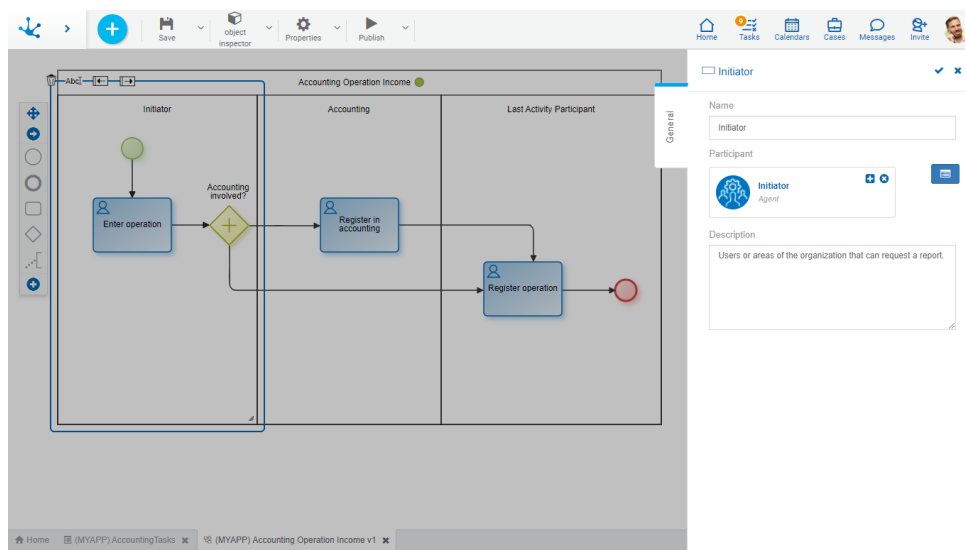 Save
object
inspector
Properties
Publish
Home
9
Tasks
Calendars
Cases
Messages
Invite
Abc
Accounting Operation Income
Initiator
Accounting
Last Activity Participant
Enter operation
Accounting
involved?
Register in
accounting
Register operation
General
Initiator
Name
Initiator
Participant
Initiator
Agent
Description
Users or areas of the organization that can request a report.
Home
(MYAPP) AccountingTasks
(MYAPP) Accounting Operation Income v1